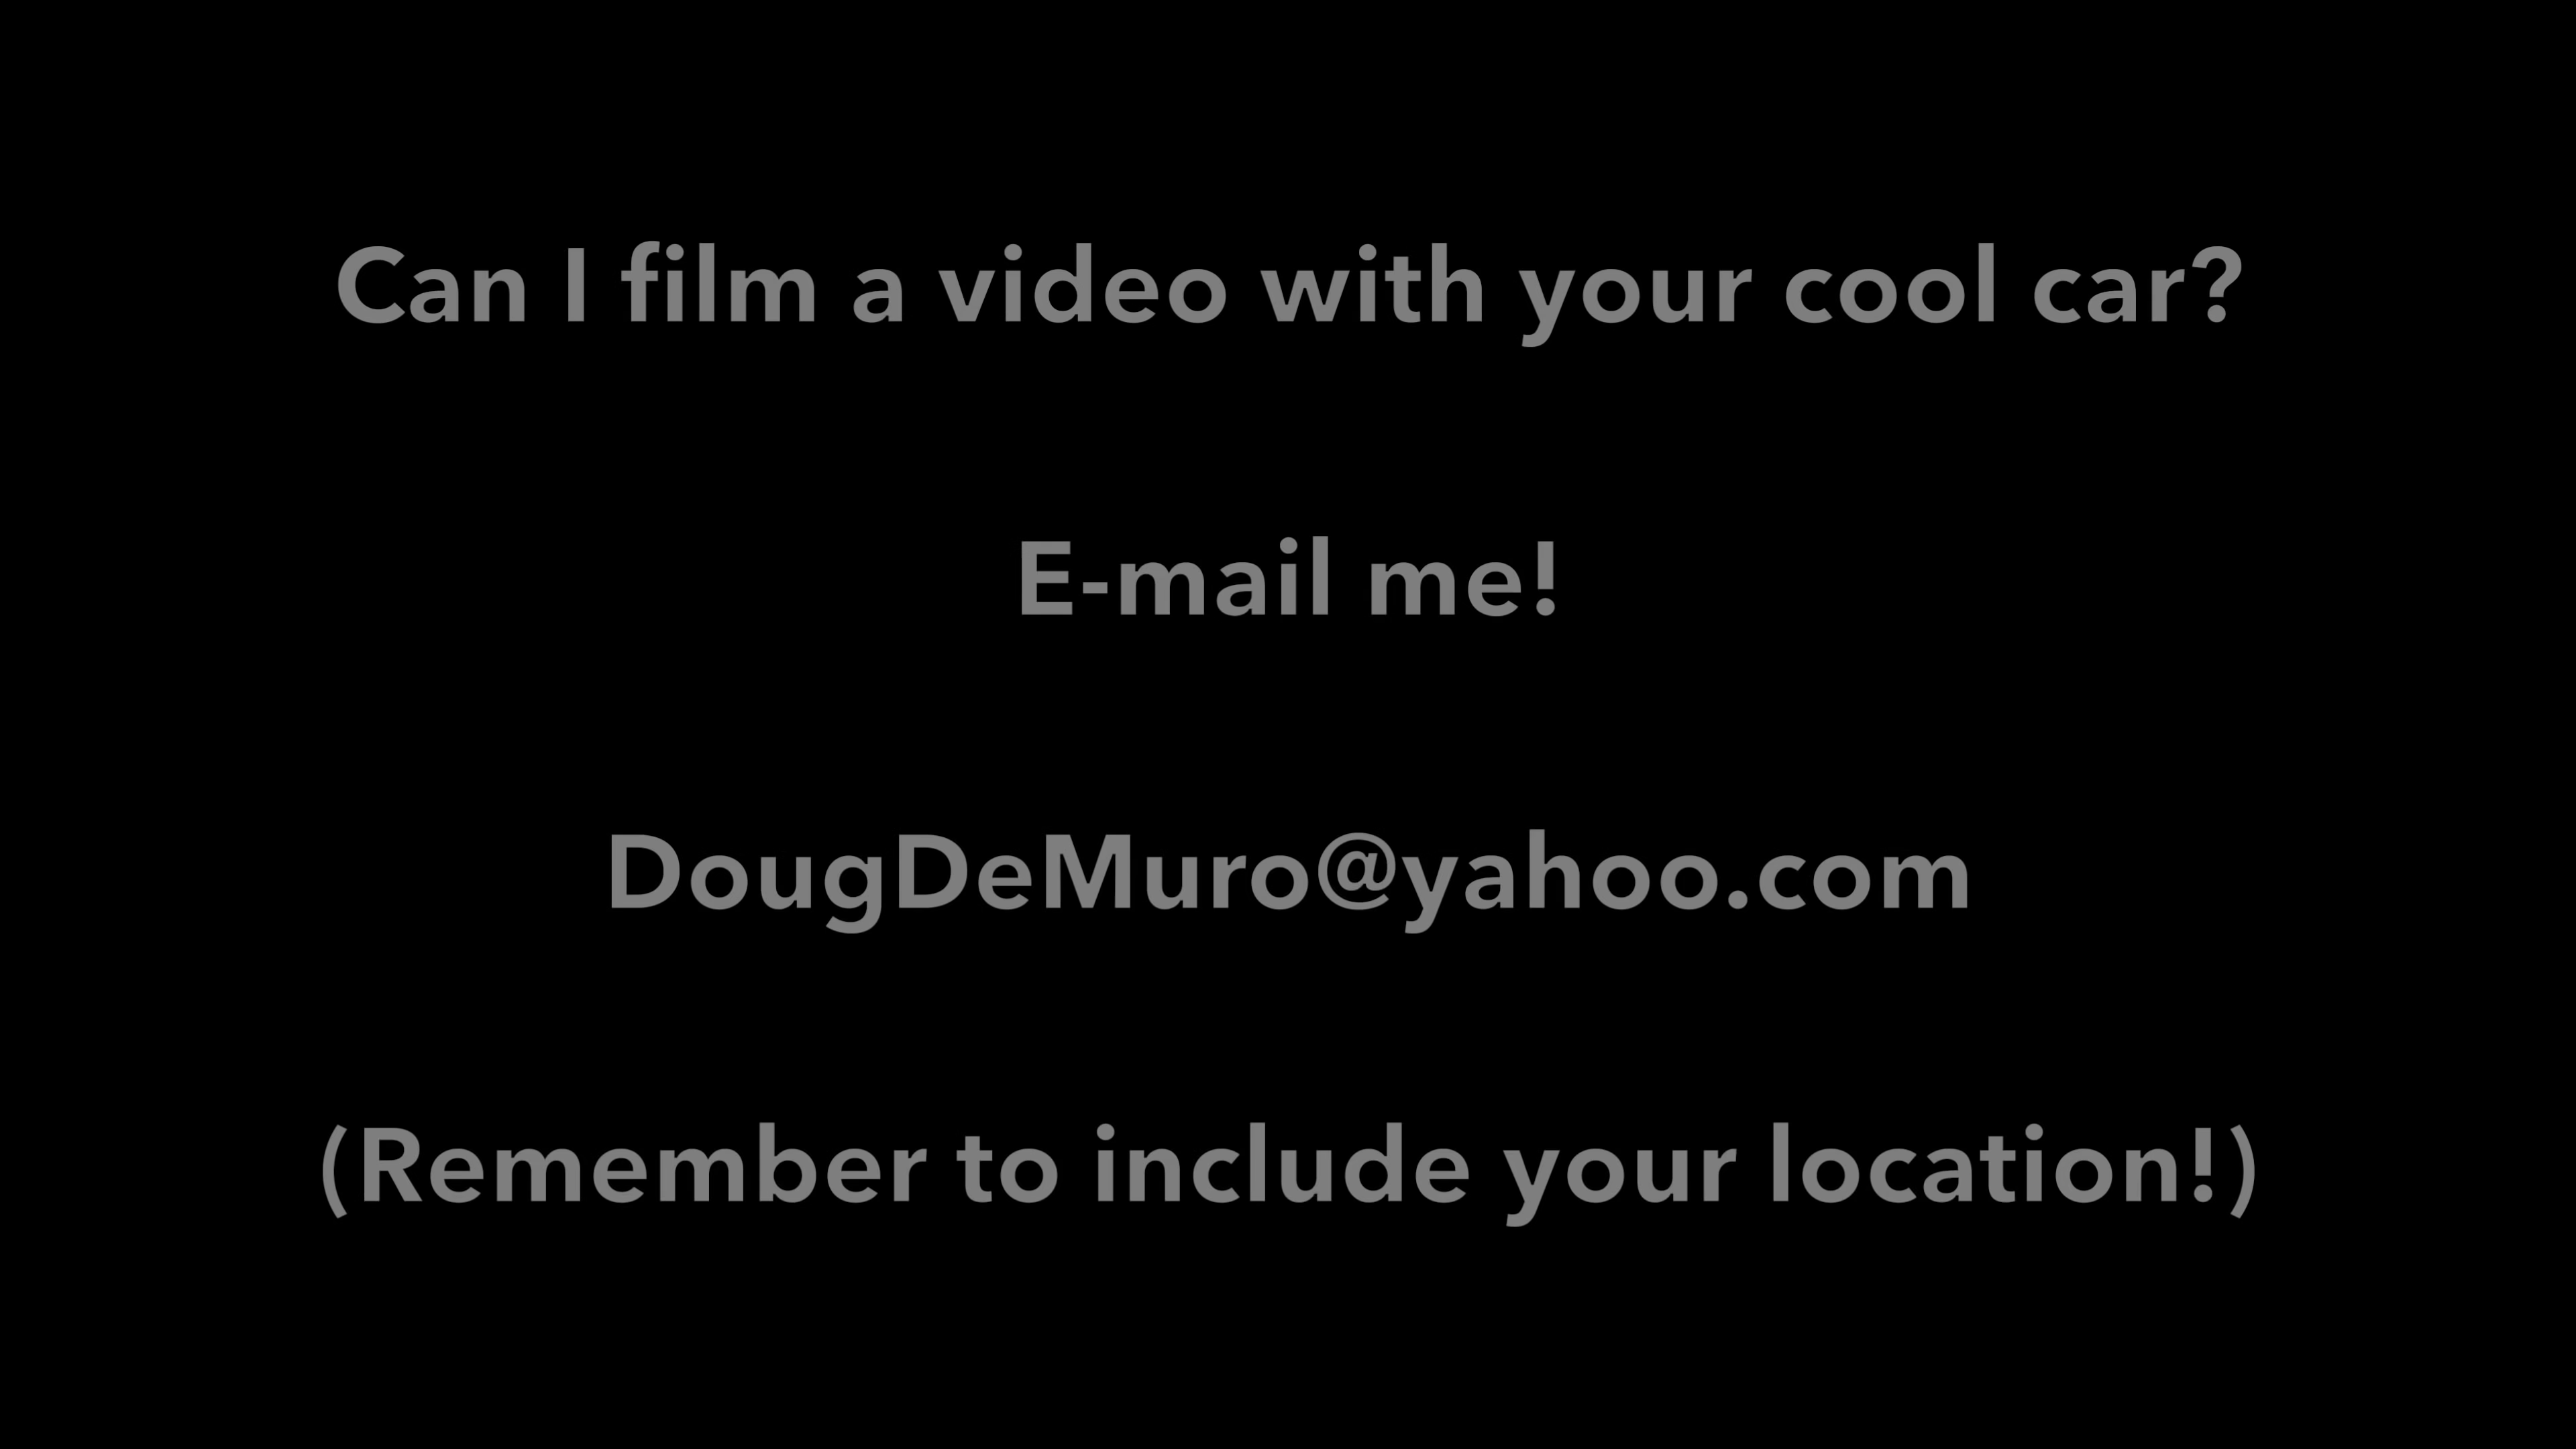 Can I film a video with your cool car?
E-mail me!
DougDeMuro@yahoo.com
(Remember to include your location!)